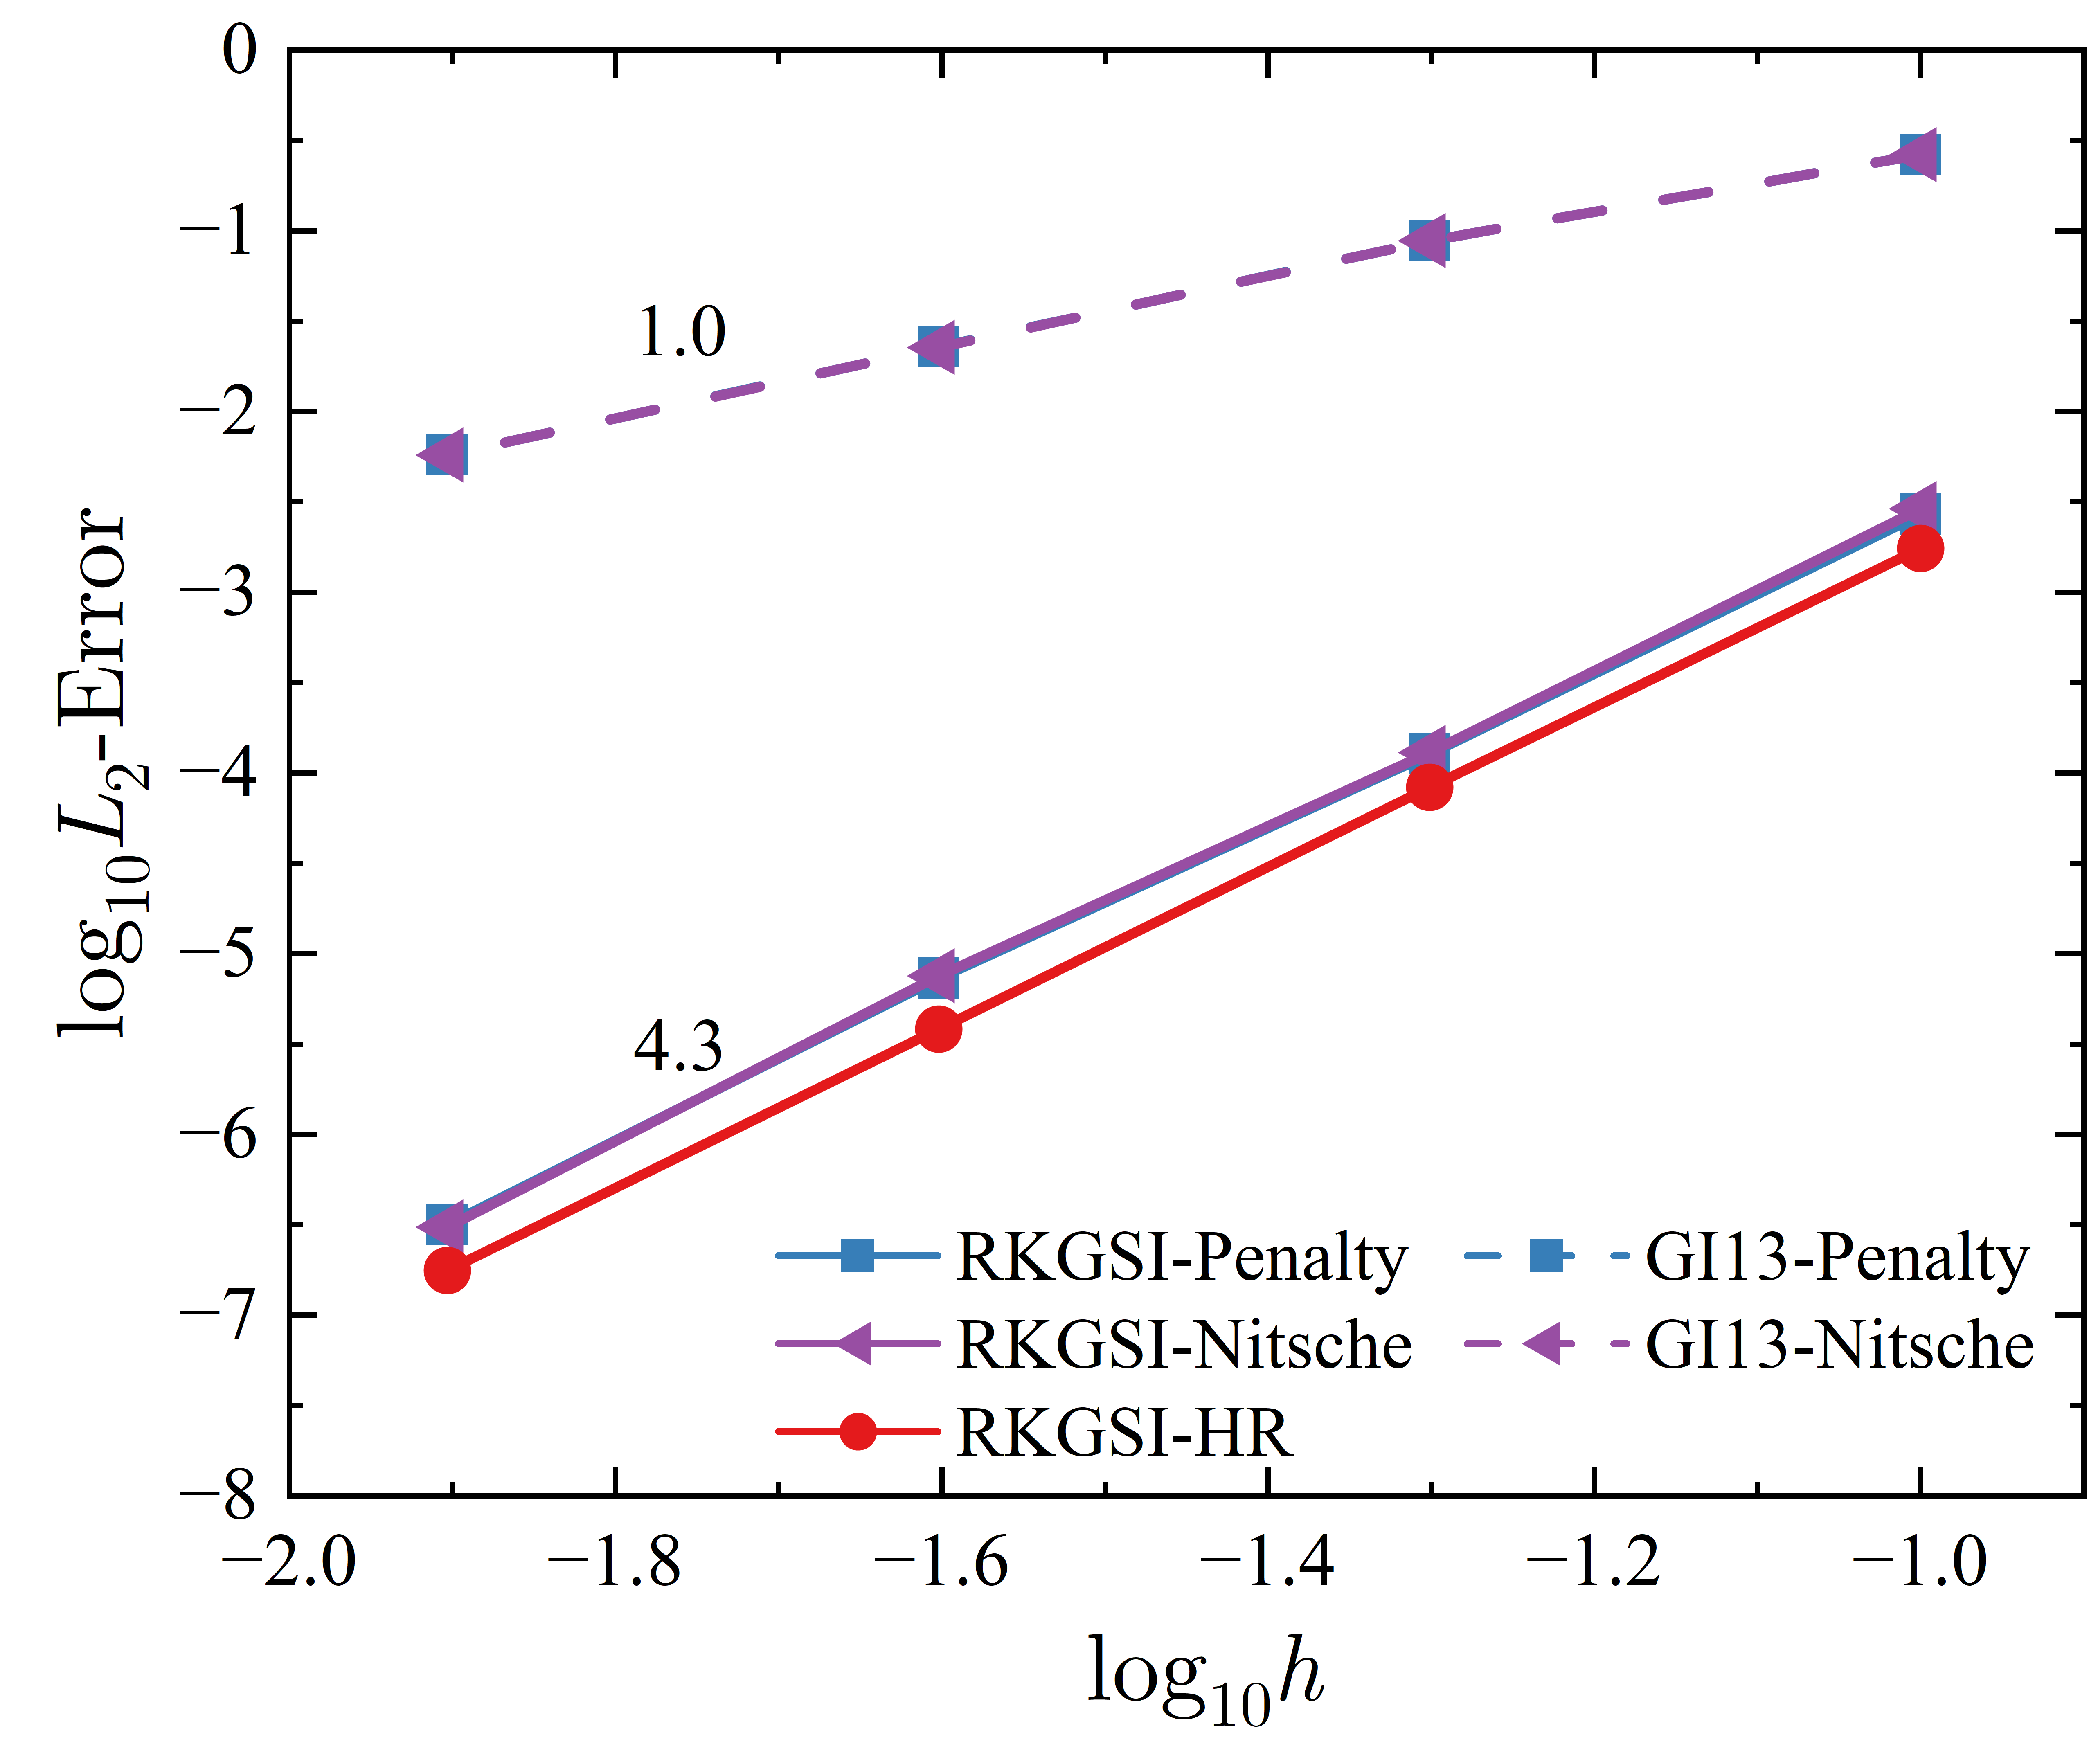 0
−1
−2
−3
−4
−5
−6
−7
−8
log₁₀L₂-Error
1.0
4.3
RKGSI-Penalty
GI13-Penalty
RKGSI-Nitsche
GI13-Nitsche
RKGSI-HR
−2.0 −1.8 −1.6 −1.4 −1.2 −1.0
log₁₀h